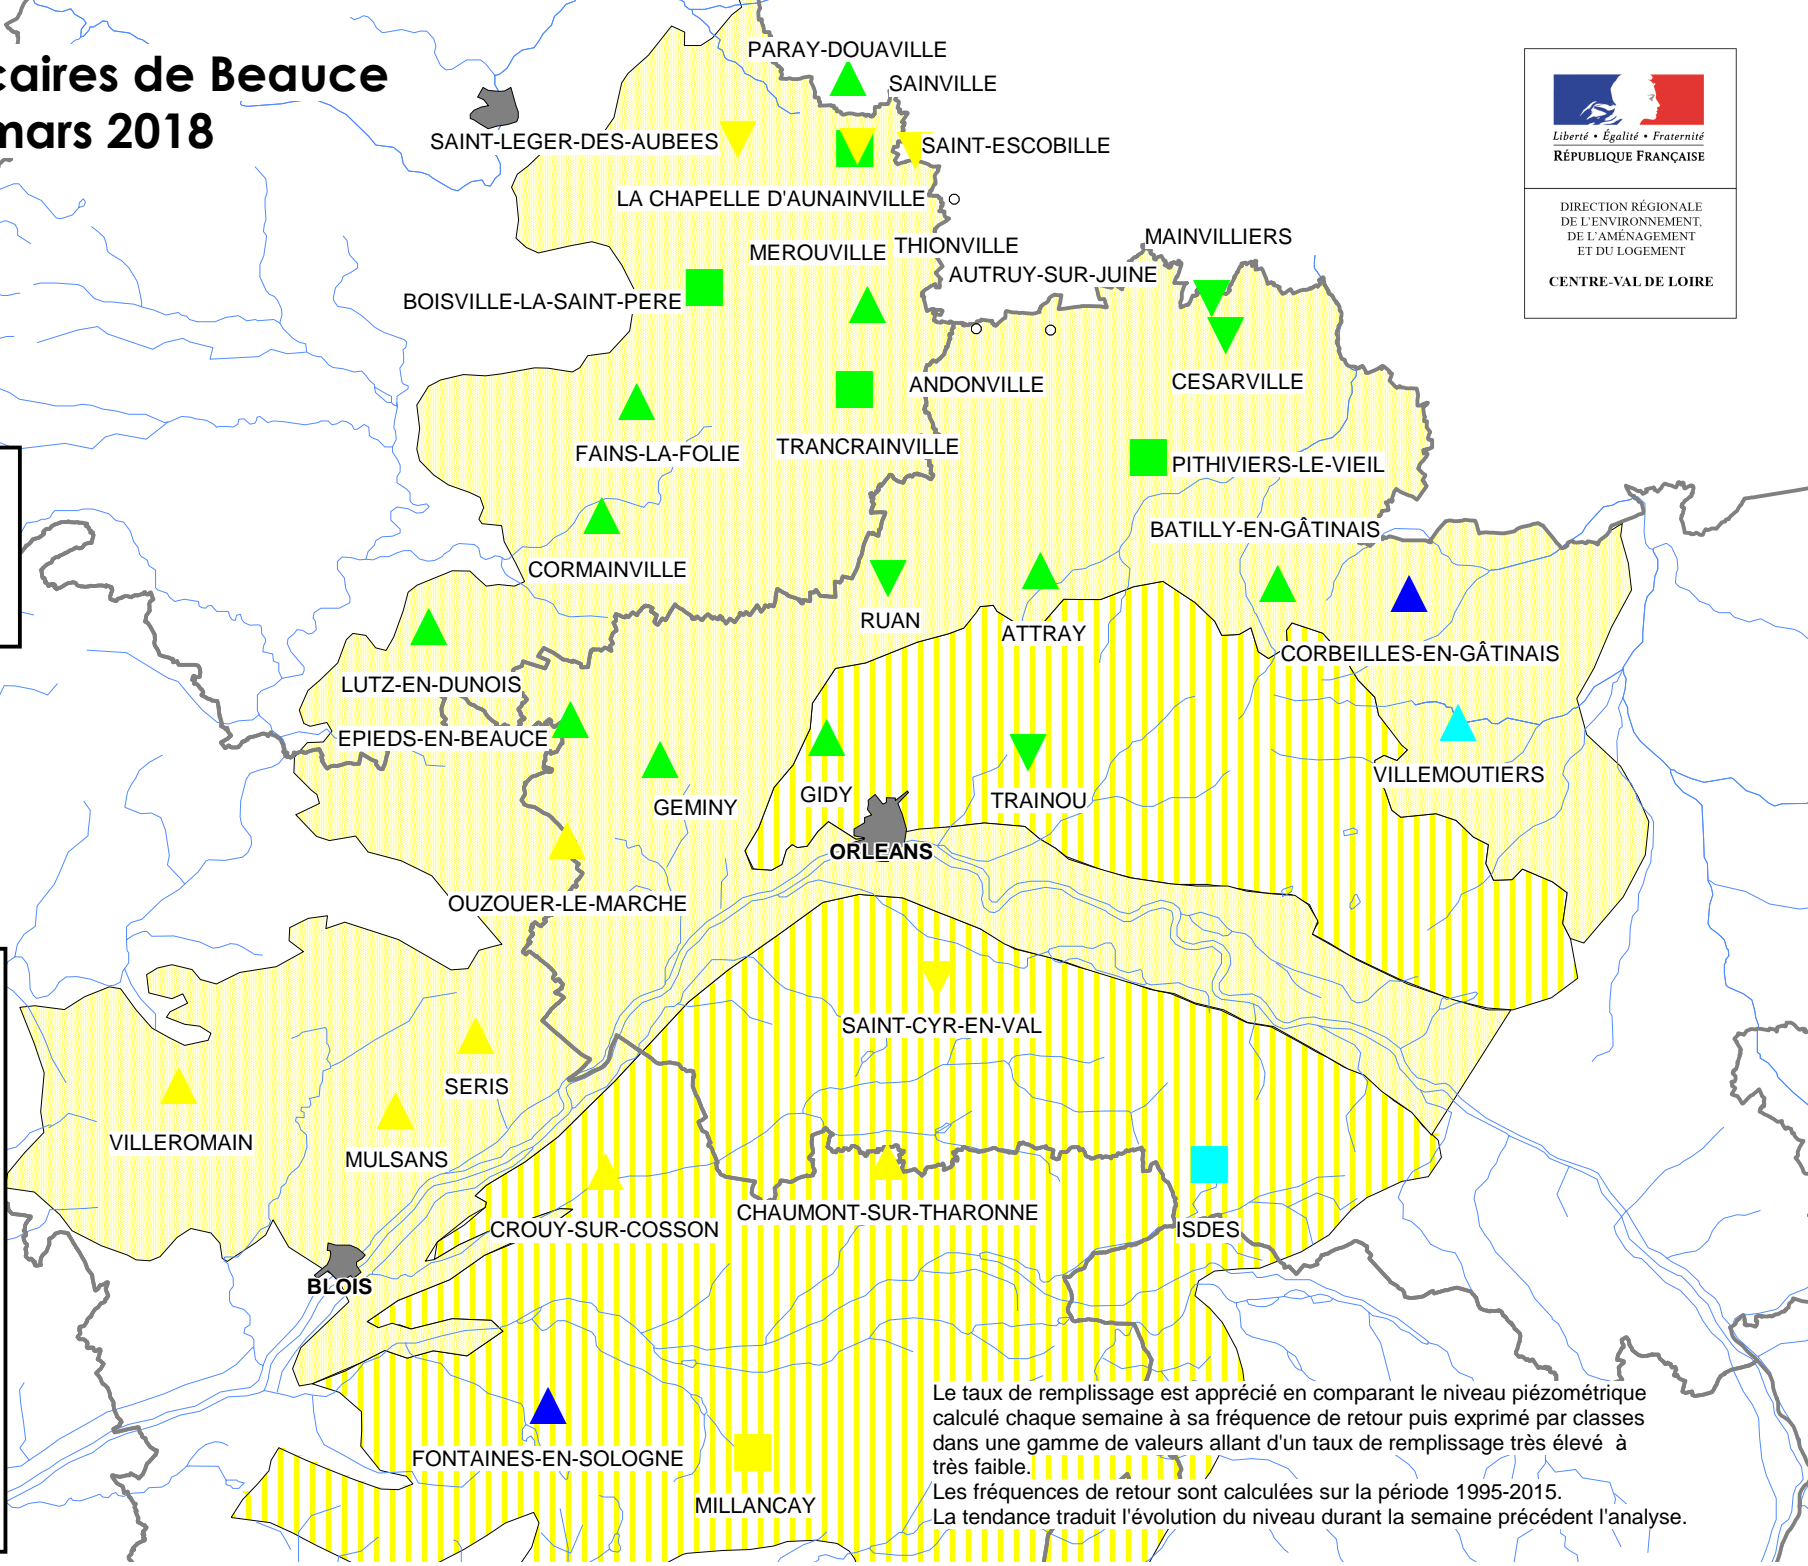 caires de Beauce
mars 2018
PARAY-DOUAVILLE
SAINVILLE
SAINT-LEGER-DES-AUBEES
SAINT-ESCOBILLE
LA CHAPELLE D'AUNAINVILLE
MEROUVILLE
THIONVILLE
MAINVILLIERS
AUTRUY-SUR-JUINE
BOISVILLE-LA-SAINT-PERE
ANDONVILLE
CESARVILLE
FAINS-LA-FOLIE
TRANCRAINVILLE
PITHIVIERS-LE-VIEIL
BATILLY-EN-GÂTINAIS
CORMAINVILLE
RUAN
ATTRAY
CORBEILLES-EN-GÂTINAIS
LUTZ-EN-DUNOIS
EPIEDS-EN-BEAUCE
VILLEMOUTIERS
GEMINY
GIDY
TRAINOU
ORLEANS
OUZOUER-LE-MARCHE
SAINT-CYR-EN-VAL
SERIS
VILLEROMAIN
MULSANS
CROUY-SUR-COSSON
CHAUMONT-SUR-THARONNE
ISDES
BLOIS
FONTAINES-EN-SOLOGNE
MILLANCAY
Liberté • Égalité • Fraternité
RÉPUBLIQUE FRANÇAISE
DIRECTION RÉGIONALE
DE L'ENVIRONNEMENT,
DE L'AMÉNAGEMENT
ET DU LOGEMENT
CENTRE-VAL DE LOIRE
Le taux de remplissage est apprécié en comparant le niveau piézométrique
calculé chaque semaine à sa fréquence de retour puis exprimé par classes
dans une gamme de valeurs allant d'un taux de remplissage très élevé à
très faible.
Les fréquences de retour sont calculées sur la période 1995-2015.
La tendance traduit l'évolution du niveau durant la semaine précédent l'analyse.